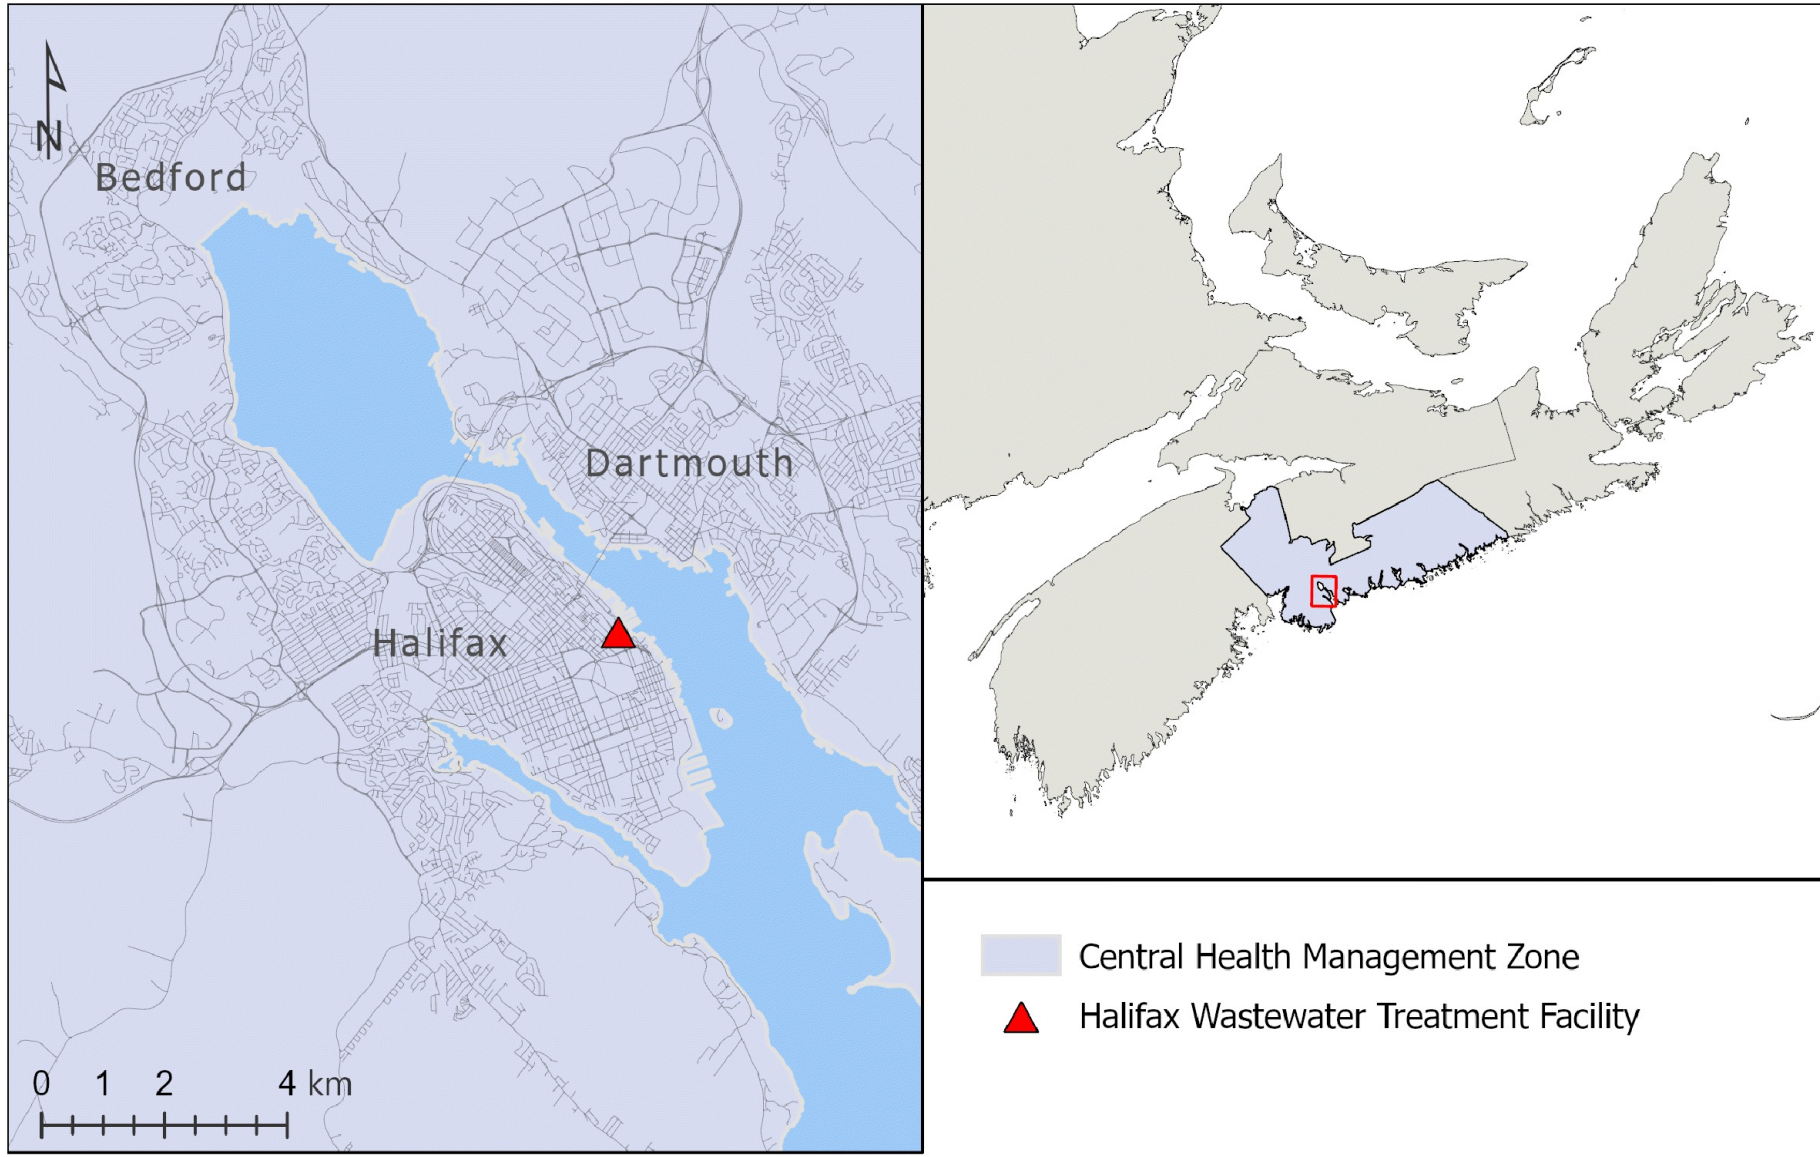 N
Bedford
Dartmouth
Halifax
0 1 2 4 km
Central Health Management Zone
Halifax Wastewater Treatment Facility